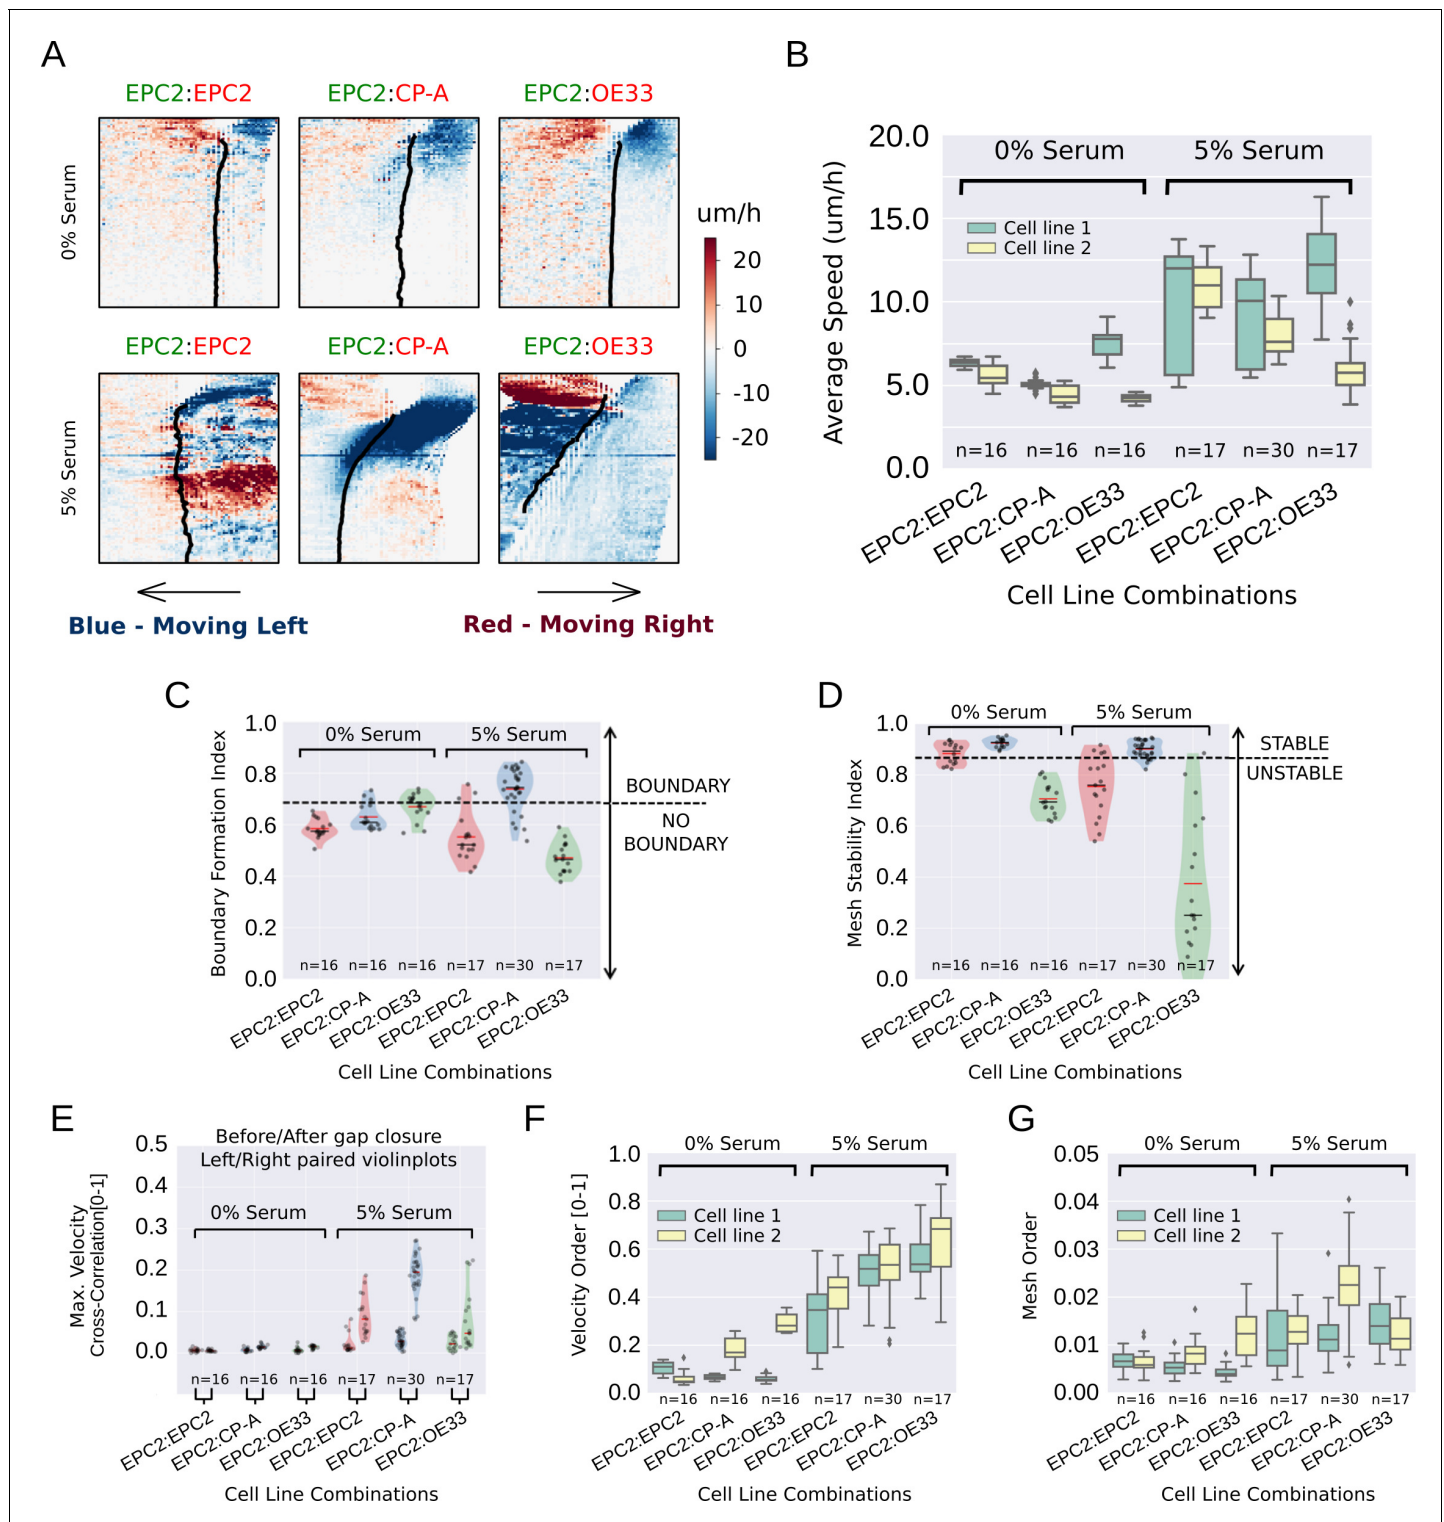 A
EPC2:EPC2
EPC2:CP-A
EPC2:OE33
0% Serum
EPC2:EPC2
EPC2:CP-A
EPC2:OE33
5% Serum
um/h
20
10
0
-10
-20
Blue - Moving Left
Red - Moving Right
B
Average Speed (um/h)
20.0
15.0
10.0
5.0
0.0
0% Serum
5% Serum
Cell line 1
Cell line 2
n=16
n=16
n=16
n=17
n=30
n=17
EPC2:EPC2
EPC2:CP-A
EPC2:OE33
EPC2:EPC2
EPC2:CP-A
EPC2:OE33
Cell Line Combinations
C
Boundary Formation Index
1.0
0.8
0.6
0.4
0.2
0.0
0% Serum
5% Serum
BOUNDARY
NO
BOUNDARY
n=16
n=16
n=16
n=17
n=30
n=17
EPC2:EPC2
EPC2:CP-A
EPC2:OE33
EPC2:EPC2
EPC2:CP-A
EPC2:OE33
Cell Line Combinations
D
Mesh Stability Index
1.0
0.8
0.6
0.4
0.2
0.0
0% Serum
5% Serum
STABLE
UNSTABLE
n=16
n=16
n=16
n=17
n=30
n=17
EPC2:EPC2
EPC2:CP-A
EPC2:OE33
EPC2:EPC2
EPC2:CP-A
EPC2:OE33
Cell Line Combinations
E
Max. Velocity
Cross-Correlation[0-1]
0.5
0.4
0.3
0.2
0.1
0.0
Before/After gap closure
Left/Right paired violinplots
0% Serum
5% Serum
n=16
n=16
n=16
n=17
n=30
n=17
EPC2:EPC2
EPC2:CP-A
EPC2:OE33
EPC2:EPC2
EPC2:CP-A
EPC2:OE33
Cell Line Combinations
F
Velocity Order [0-1]
1.0
0.8
0.6
0.4
0.2
0.0
0% Serum
5% Serum
Cell line 1
Cell line 2
n=16
n=16
n=16
n=17
n=30
n=17
EPC2:EPC2
EPC2:CP-A
EPC2:OE33
EPC2:EPC2
EPC2:CP-A
EPC2:OE33
Cell Line Combinations
G
Mesh Order
0.05
0.04
0.03
0.02
0.01
0.00
0% Serum
5% Serum
Cell line 1
Cell line 2
n=16
n=16
n=16
n=17
n=30
n=17
EPC2:EPC2
EPC2:CP-A
EPC2:OE33
EPC2:EPC2
EPC2:CP-A
EPC2:OE33
Cell Line Combinations